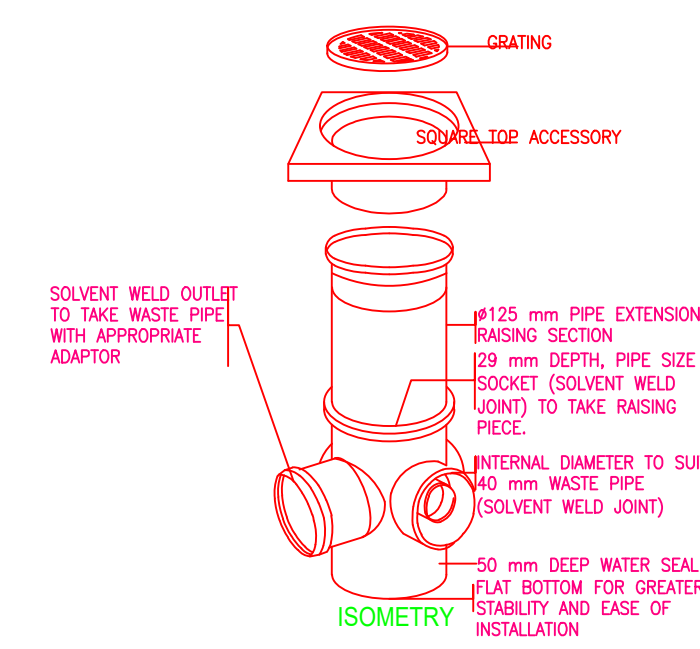 GRATING
SQUARE TOP ACCESSORY
SOLVENT WELD OUTLET
TO TAKE WASTE PIPE
WITH APPROPRIATE
ADAPTOR
ø125 mm PIPE EXTENSION
RAISING SECTION
29 mm DEPTH, PIPE SIZE
SOCKET (SOLVENT WELD
JOINT) TO TAKE RAISING
PIECE.
INTERNAL DIAMETER TO SUI
40 mm WASTE PIPE
(SOLVENT WELD JOINT)
50 mm DEEP WATER SEAL
FLAT BOTTOM FOR GREATER
STABILITY AND EASE OF
INSTALLATION
ISOMETRY